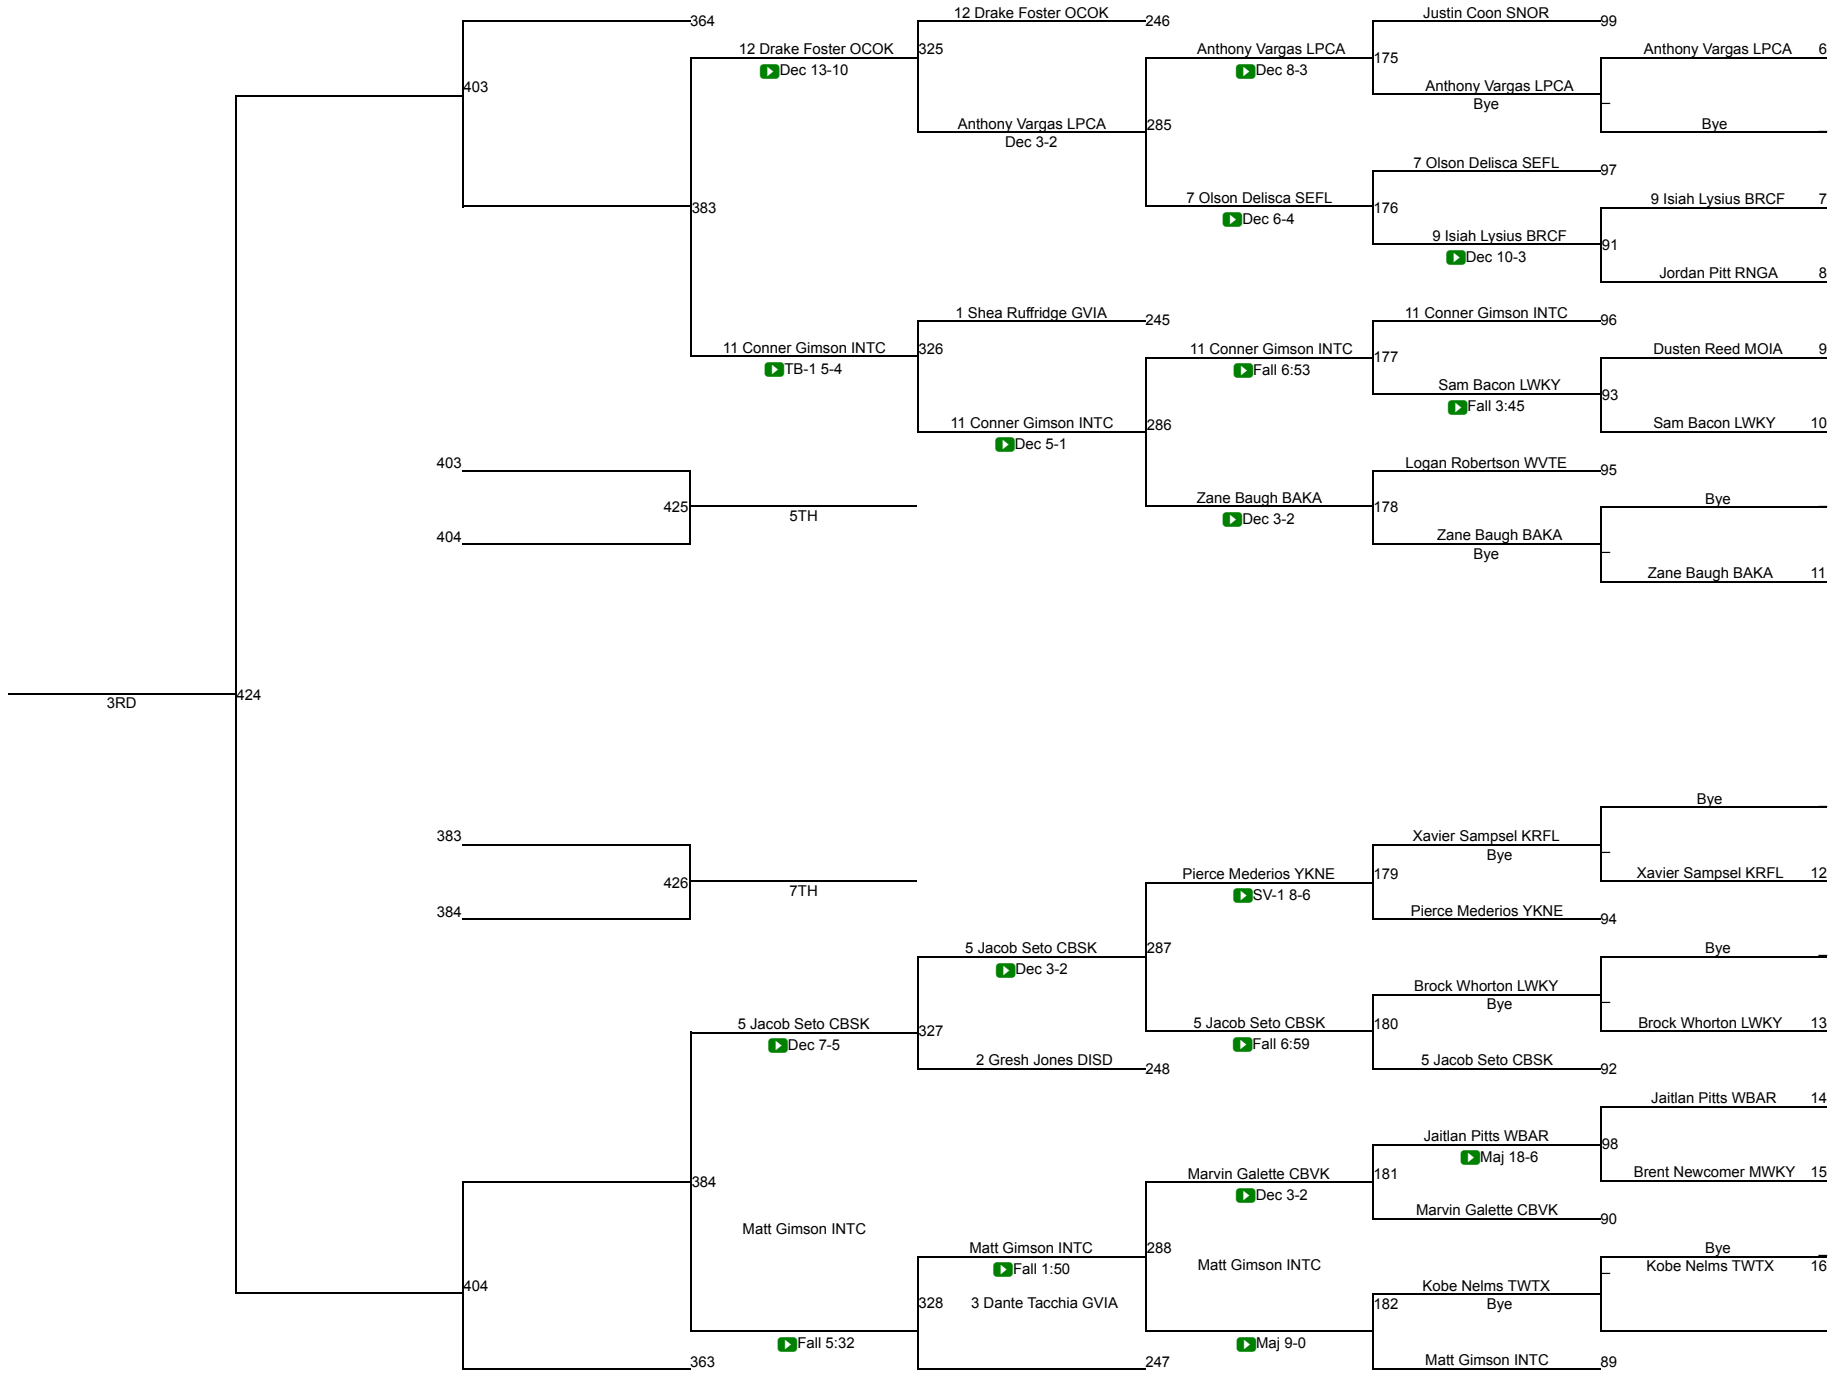 364
12 Drake Foster OCOK
246
Justin Coon SNOR
99
12 Drake Foster OCOK
325
Anthony Vargas LPCA
175
Anthony Vargas LPCA
6
Dec 13-10
Dec 8-3
403
Anthony Vargas LPCA
Bye
–
Anthony Vargas LPCA
285
Bye
–
Dec 3-2
7 Olson Delisca SEFL
97
383
7 Olson Delisca SEFL
176
9 Isiah Lysius BRCF
7
Dec 6-4
9 Isiah Lysius BRCF
91
Dec 10-3
Jordan Pitt RNGA
8
1 Shea Ruffridge GVIA
245
11 Conner Gimson INTC
96
11 Conner Gimson INTC
326
11 Conner Gimson INTC
177
Dusten Reed MOIA
9
TB-1 5-4
Fall 6:53
Sam Bacon LWKY
93
Fall 3:45
11 Conner Gimson INTC
286
Sam Bacon LWKY
10
Dec 5-1
403
Logan Robertson WVTE
95
425
5TH
Zane Baugh BAKA
178
Bye
–
Dec 3-2
404
Zane Baugh BAKA
Bye
–
Zane Baugh BAKA
11
3RD
424
Bye
–
383
Xavier Sampsel KRFL
Bye
–
426
7TH
Pierce Mederios YKNE
179
Xavier Sampsel KRFL
12
SV-1 8-6
384
Pierce Mederios YKNE
94
5 Jacob Seto CBSK
287
Bye
–
Dec 3-2
Brock Whorton LWKY
Bye
–
5 Jacob Seto CBSK
327
5 Jacob Seto CBSK
180
Brock Whorton LWKY
13
Dec 7-5
Fall 6:59
2 Gresh Jones DISD
248
5 Jacob Seto CBSK
92
Jaitlan Pitts WBAR
14
Jaitlan Pitts WBAR
98
Maj 18-6
384
Marvin Galette CBVK
181
Brent Newcomer MWKY
15
Dec 3-2
Marvin Galette CBVK
90
Matt Gimson INTC
Matt Gimson INTC
288
Bye
–
Fall 1:50
Matt Gimson INTC
Kobe Nelms TWTX
16
404
Kobe Nelms TWTX
–
328
3 Dante Tacchia GVIA
182
Bye
Fall 5:32
Maj 9-0
363
247
Matt Gimson INTC
89